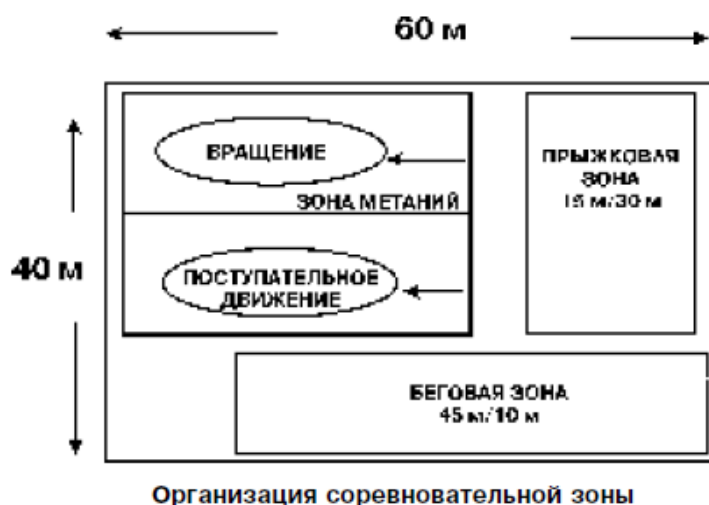 60 м
ВРАЩЕНИЕ
ЗОНА МЕТАНИЙ
ПРЫЖКОВАЯ
ЗОНА
15 м/30 м
40 м
ПОСТУПАТЕЛЬНОЕ
ДВИЖЕНИЕ
БЕГОВАЯ ЗОНА
45 м/10 м
Организация соревновательной зоны